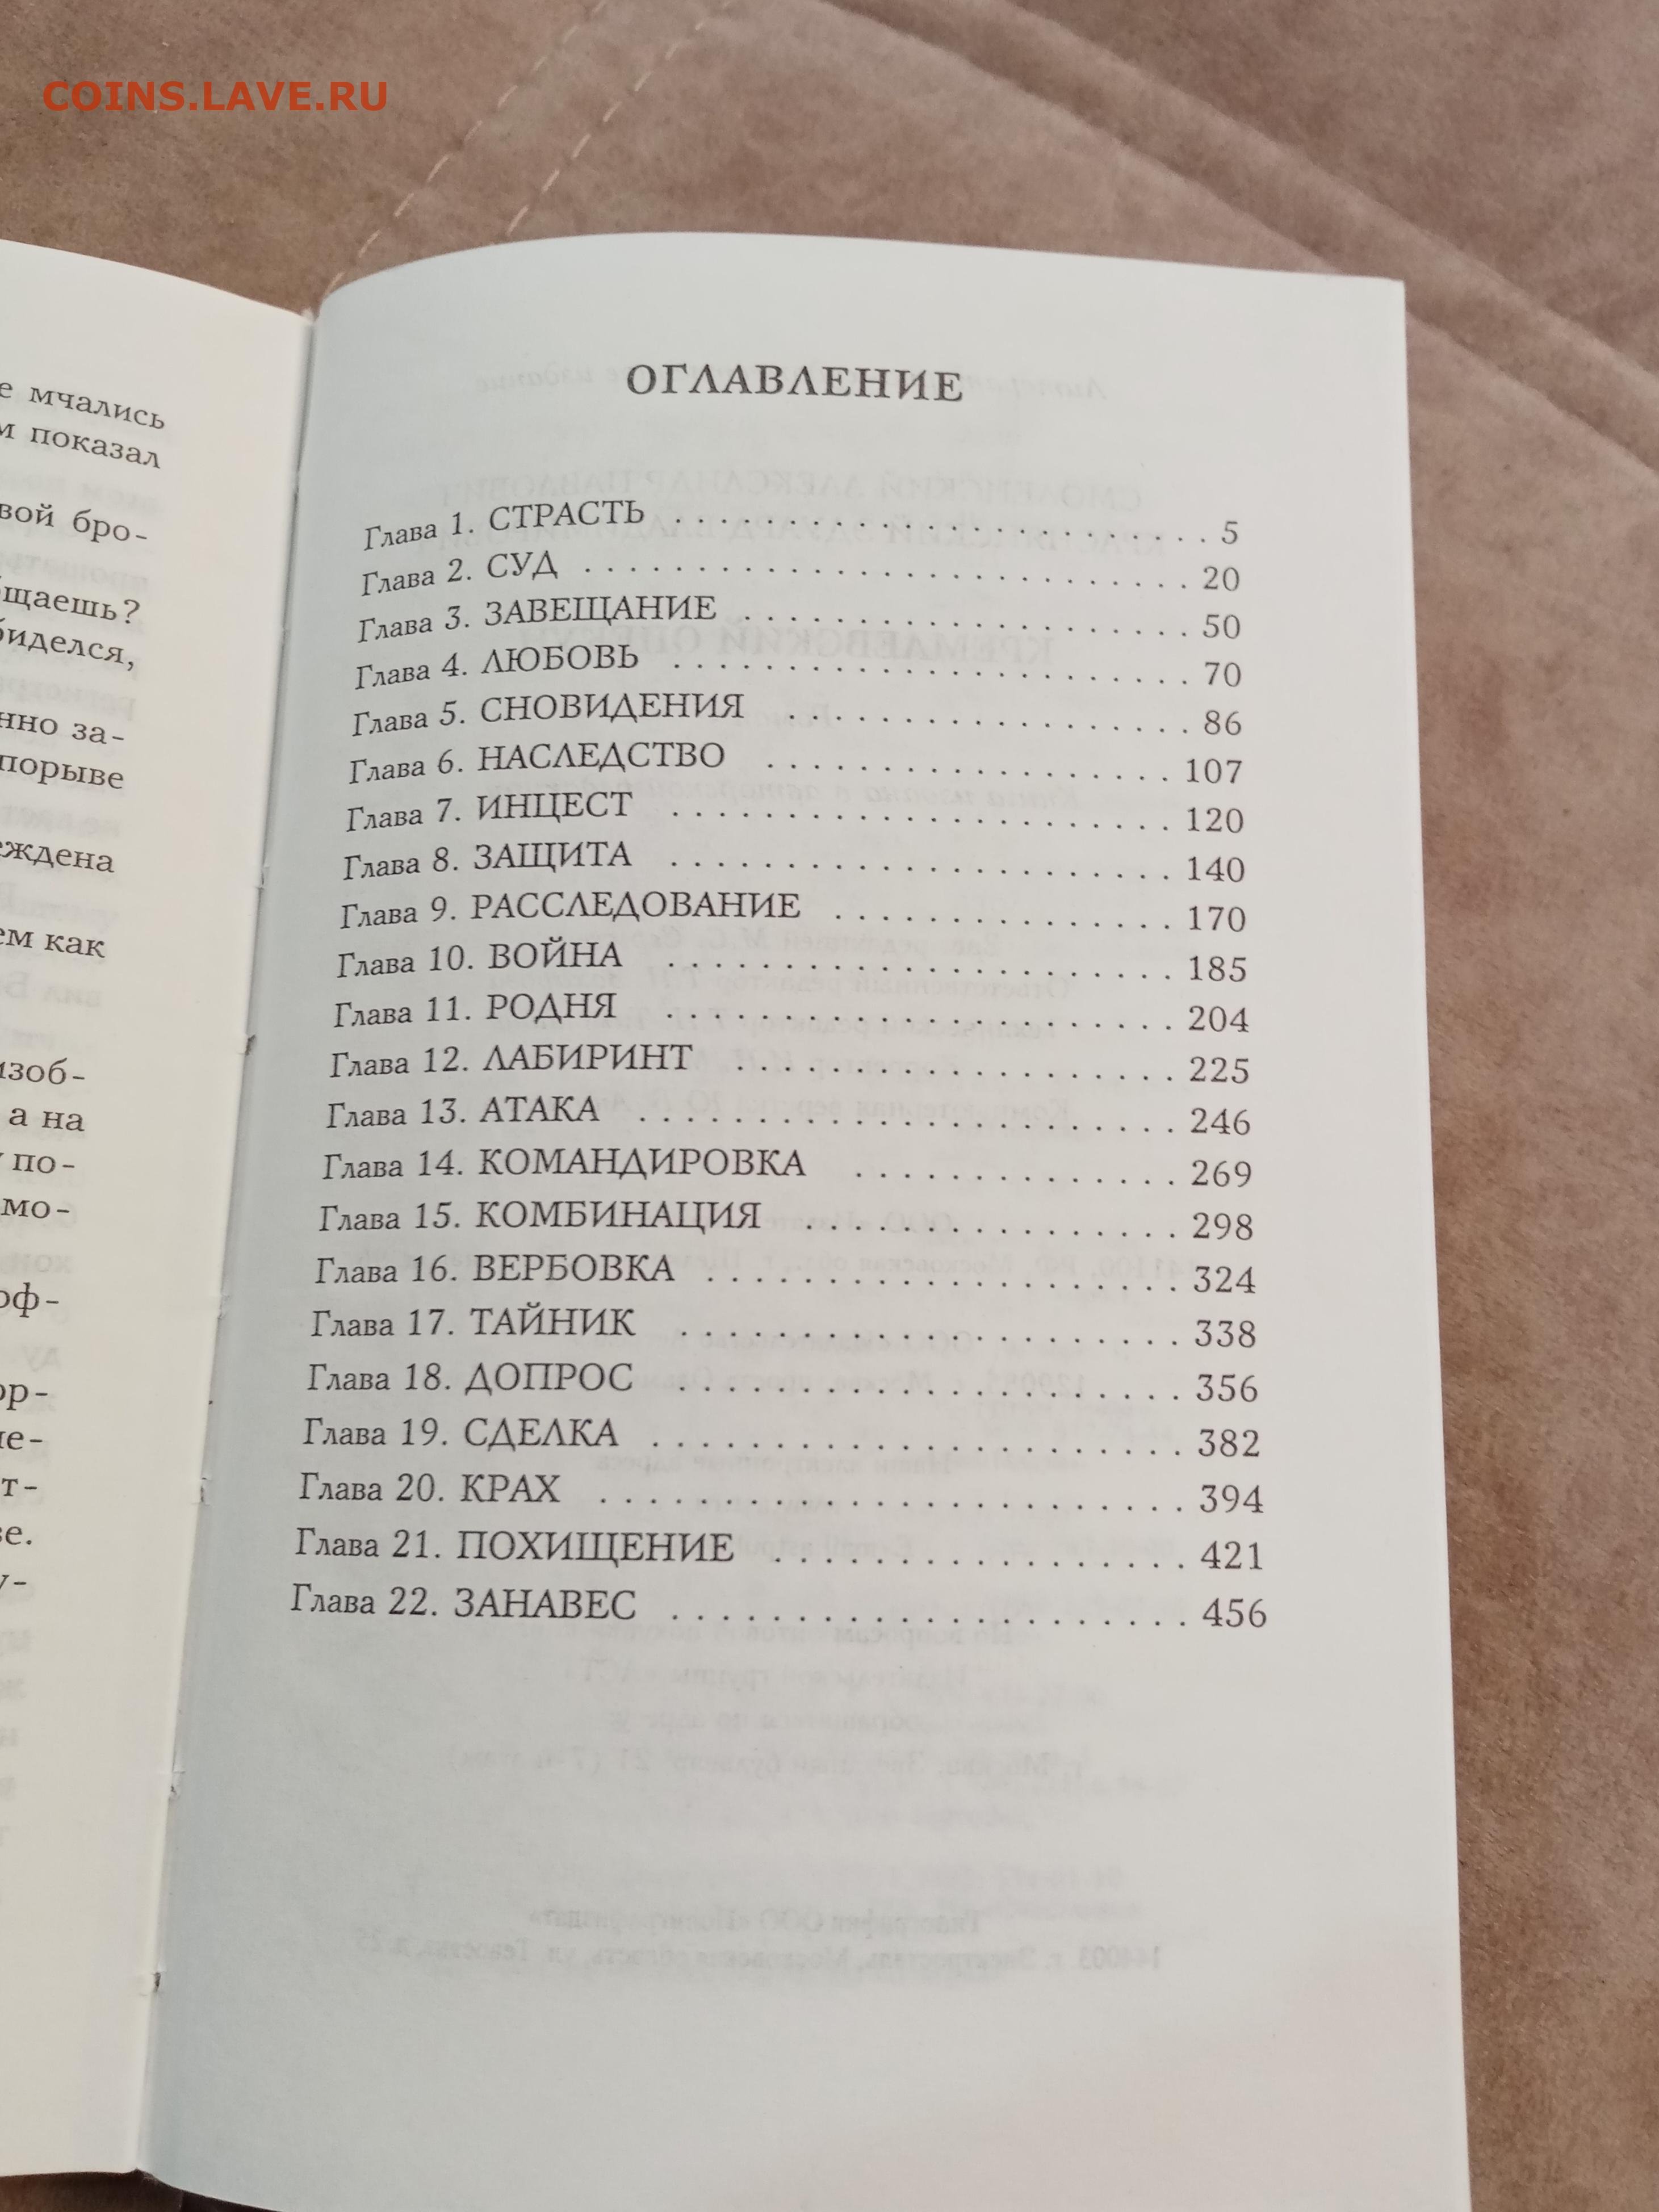 COINS.LAVE.RU
е мчались
м показал
вой бро-
щаешь?
биделся,
нно за-
порыве
ждена
ем как
изоб-
а на
по-
мо-
оф-
ор-
т-
ОГЛАВЛЕНИЕ
Глава 1. СТРАСТЬ . . . . . . . . . . . . . . . . . . 5
Глава 2. СУД . . . . . . . . . . . . . . . . . . . . 20
Глава 3. ЗАВЕЩАНИЕ . . . . . . . . . . . . . . . 50
Глава 4. ЛЮБОВЬ . . . . . . . . . . . . . . . . . 70
Глава 5. СНОВИДЕНИЯ . . . . . . . . . . . . . . 86
Глава 6. НАСЛЕДСТВО . . . . . . . . . . . . . . 107
Глава 7. ИНЦЕСТ . . . . . . . . . . . . . . . . . 120
Глава 8. ЗАЩИТА . . . . . . . . . . . . . . . . . 140
Глава 9. РАССЛЕДОВАНИЕ . . . . . . . . . . . . 170
Глава 10. ВОЙНА . . . . . . . . . . . . . . . . . 185
Глава 11. РОДНЯ . . . . . . . . . . . . . . . . . 204
Глава 12. ЛАБИРИНТ . . . . . . . . . . . . . . . 225
Глава 13. АТАКА . . . . . . . . . . . . . . . . . . 246
Глава 14. КОМАНДИРОВКА . . . . . . . . . . . 269
Глава 15. КОМБИНАЦИЯ . . . . . . . . . . . . . 298
Глава 16. ВЕРБОВКА . . . . . . . . . . . . . . . . 324
Глава 17. ТАЙНИК . . . . . . . . . . . . . . . . . 338
Глава 18. ДОПРОС . . . . . . . . . . . . . . . . . 356
Глава 19. СДЕЛКА . . . . . . . . . . . . . . . . . 382
Глава 20. КРАХ . . . . . . . . . . . . . . . . . . . 394
Глава 21. ПОХИЩЕНИЕ . . . . . . . . . . . . . . 421
Глава 22. ЗАНАВЕС . . . . . . . . . . . . . . . . . 456